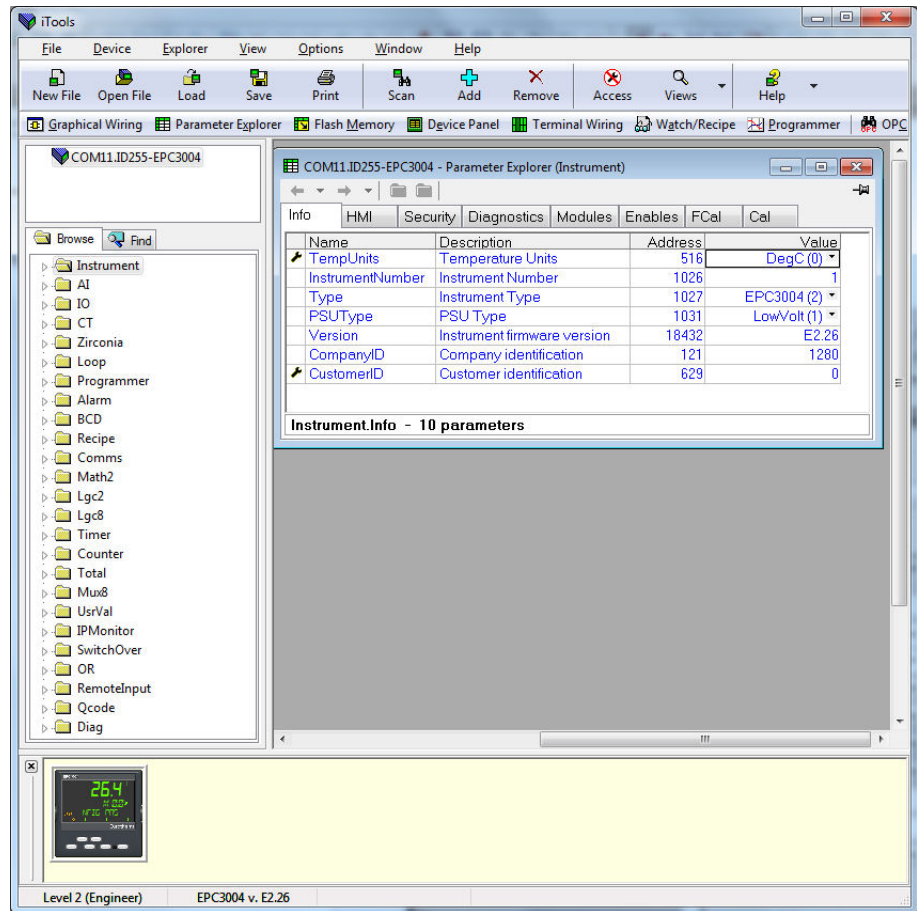 iTools
File Device Explorer View Options Window Help
New File Open File Load Save Print Scan Add Remove Access Views Help
Graphical Wiring Parameter Explorer Flash Memory Device Panel Terminal Wiring Watch/Recipe Programmer OPC
COM11.ID255-EPC3004
Browse Find
Instrument
AI
IO
CT
Zirconia
Loop
Programmer
Alarm
BCD
Recipe
Comms
Math2
Lgc2
Lgc8
Timer
Counter
Total
Mux8
UsrVal
IPMonitor
SwitchOver
OR
RemoteInput
Qcode
Diag
COM11.ID255-EPC3004 - Parameter Explorer (Instrument)
Info HMI Security Diagnostics Modules Enables FCal Cal
Name Description Address Value
TempUnits Temperature Units 516 DegC (0)
InstrumentNumber Instrument Number 1026 1
Type Instrument Type 1027 EPC3004 (2)
PSUType PSU Type 1031 LowVolt (1)
Version Instrument firmware version 18432 E2.26
CompanyID Company identification 121 1280
CustomerID Customer identification 629 0
Instrument.Info - 10 parameters
26.4
Level 2 (Engineer) EPC3004 v. E2.26